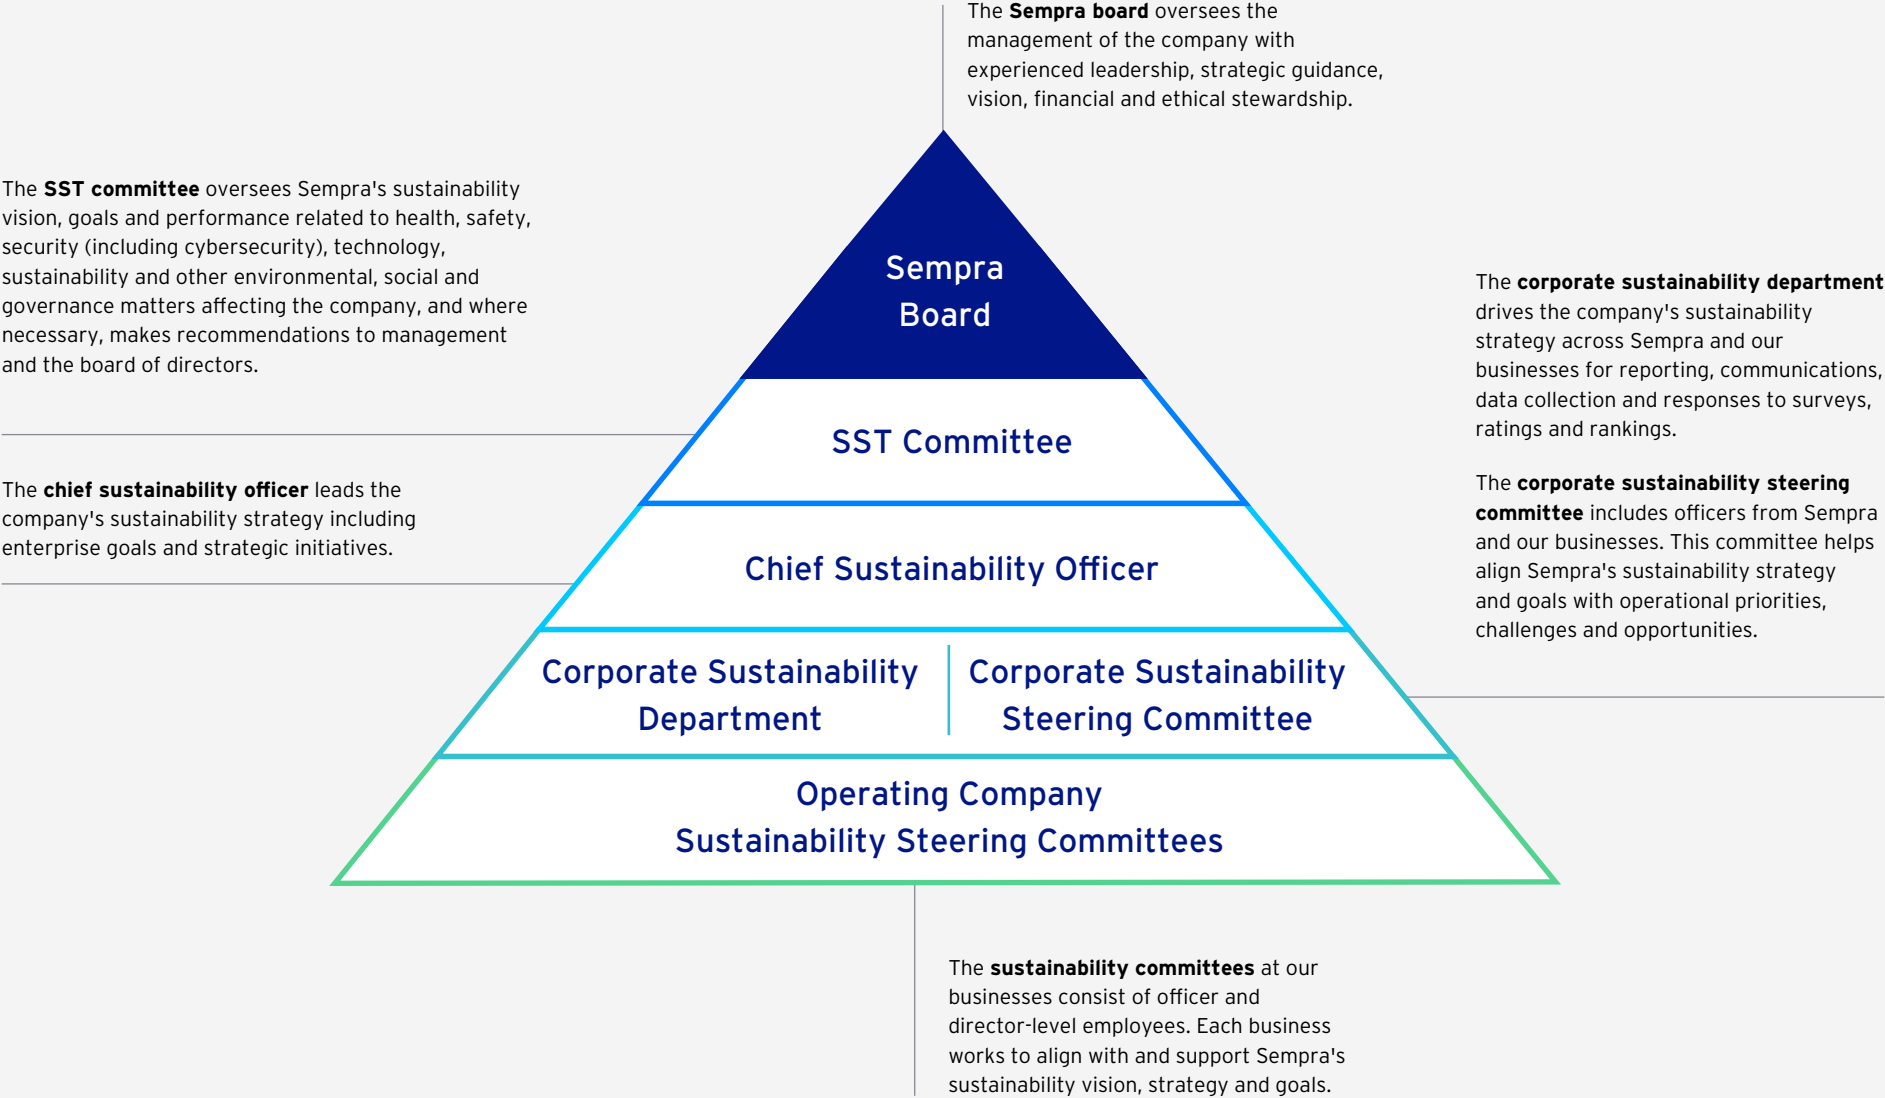 The Sempra board oversees the
management of the company with
experienced leadership, strategic guidance,
vision, financial and ethical stewardship.
The SST committee oversees Sempra's sustainability
vision, goals and performance related to health, safety,
security (including cybersecurity), technology,
sustainability and other environmental, social and
governance matters affecting the company, and where
necessary, makes recommendations to management
and the board of directors.
The chief sustainability officer leads the
company's sustainability strategy including
enterprise goals and strategic initiatives.
Sempra
Board
SST Committee
Chief Sustainability Officer
Corporate Sustainability
Department
Corporate Sustainability
Steering Committee
Operating Company
Sustainability Steering Committees
The corporate sustainability department
drives the company's sustainability
strategy across Sempra and our
businesses for reporting, communications,
data collection and responses to surveys,
ratings and rankings.
The corporate sustainability steering
committee includes officers from Sempra
and our businesses. This committee helps
align Sempra's sustainability strategy
and goals with operational priorities,
challenges and opportunities.
The sustainability committees at our
businesses consist of officer and
director-level employees. Each business
works to align with and support Sempra's
sustainability vision, strategy and goals.